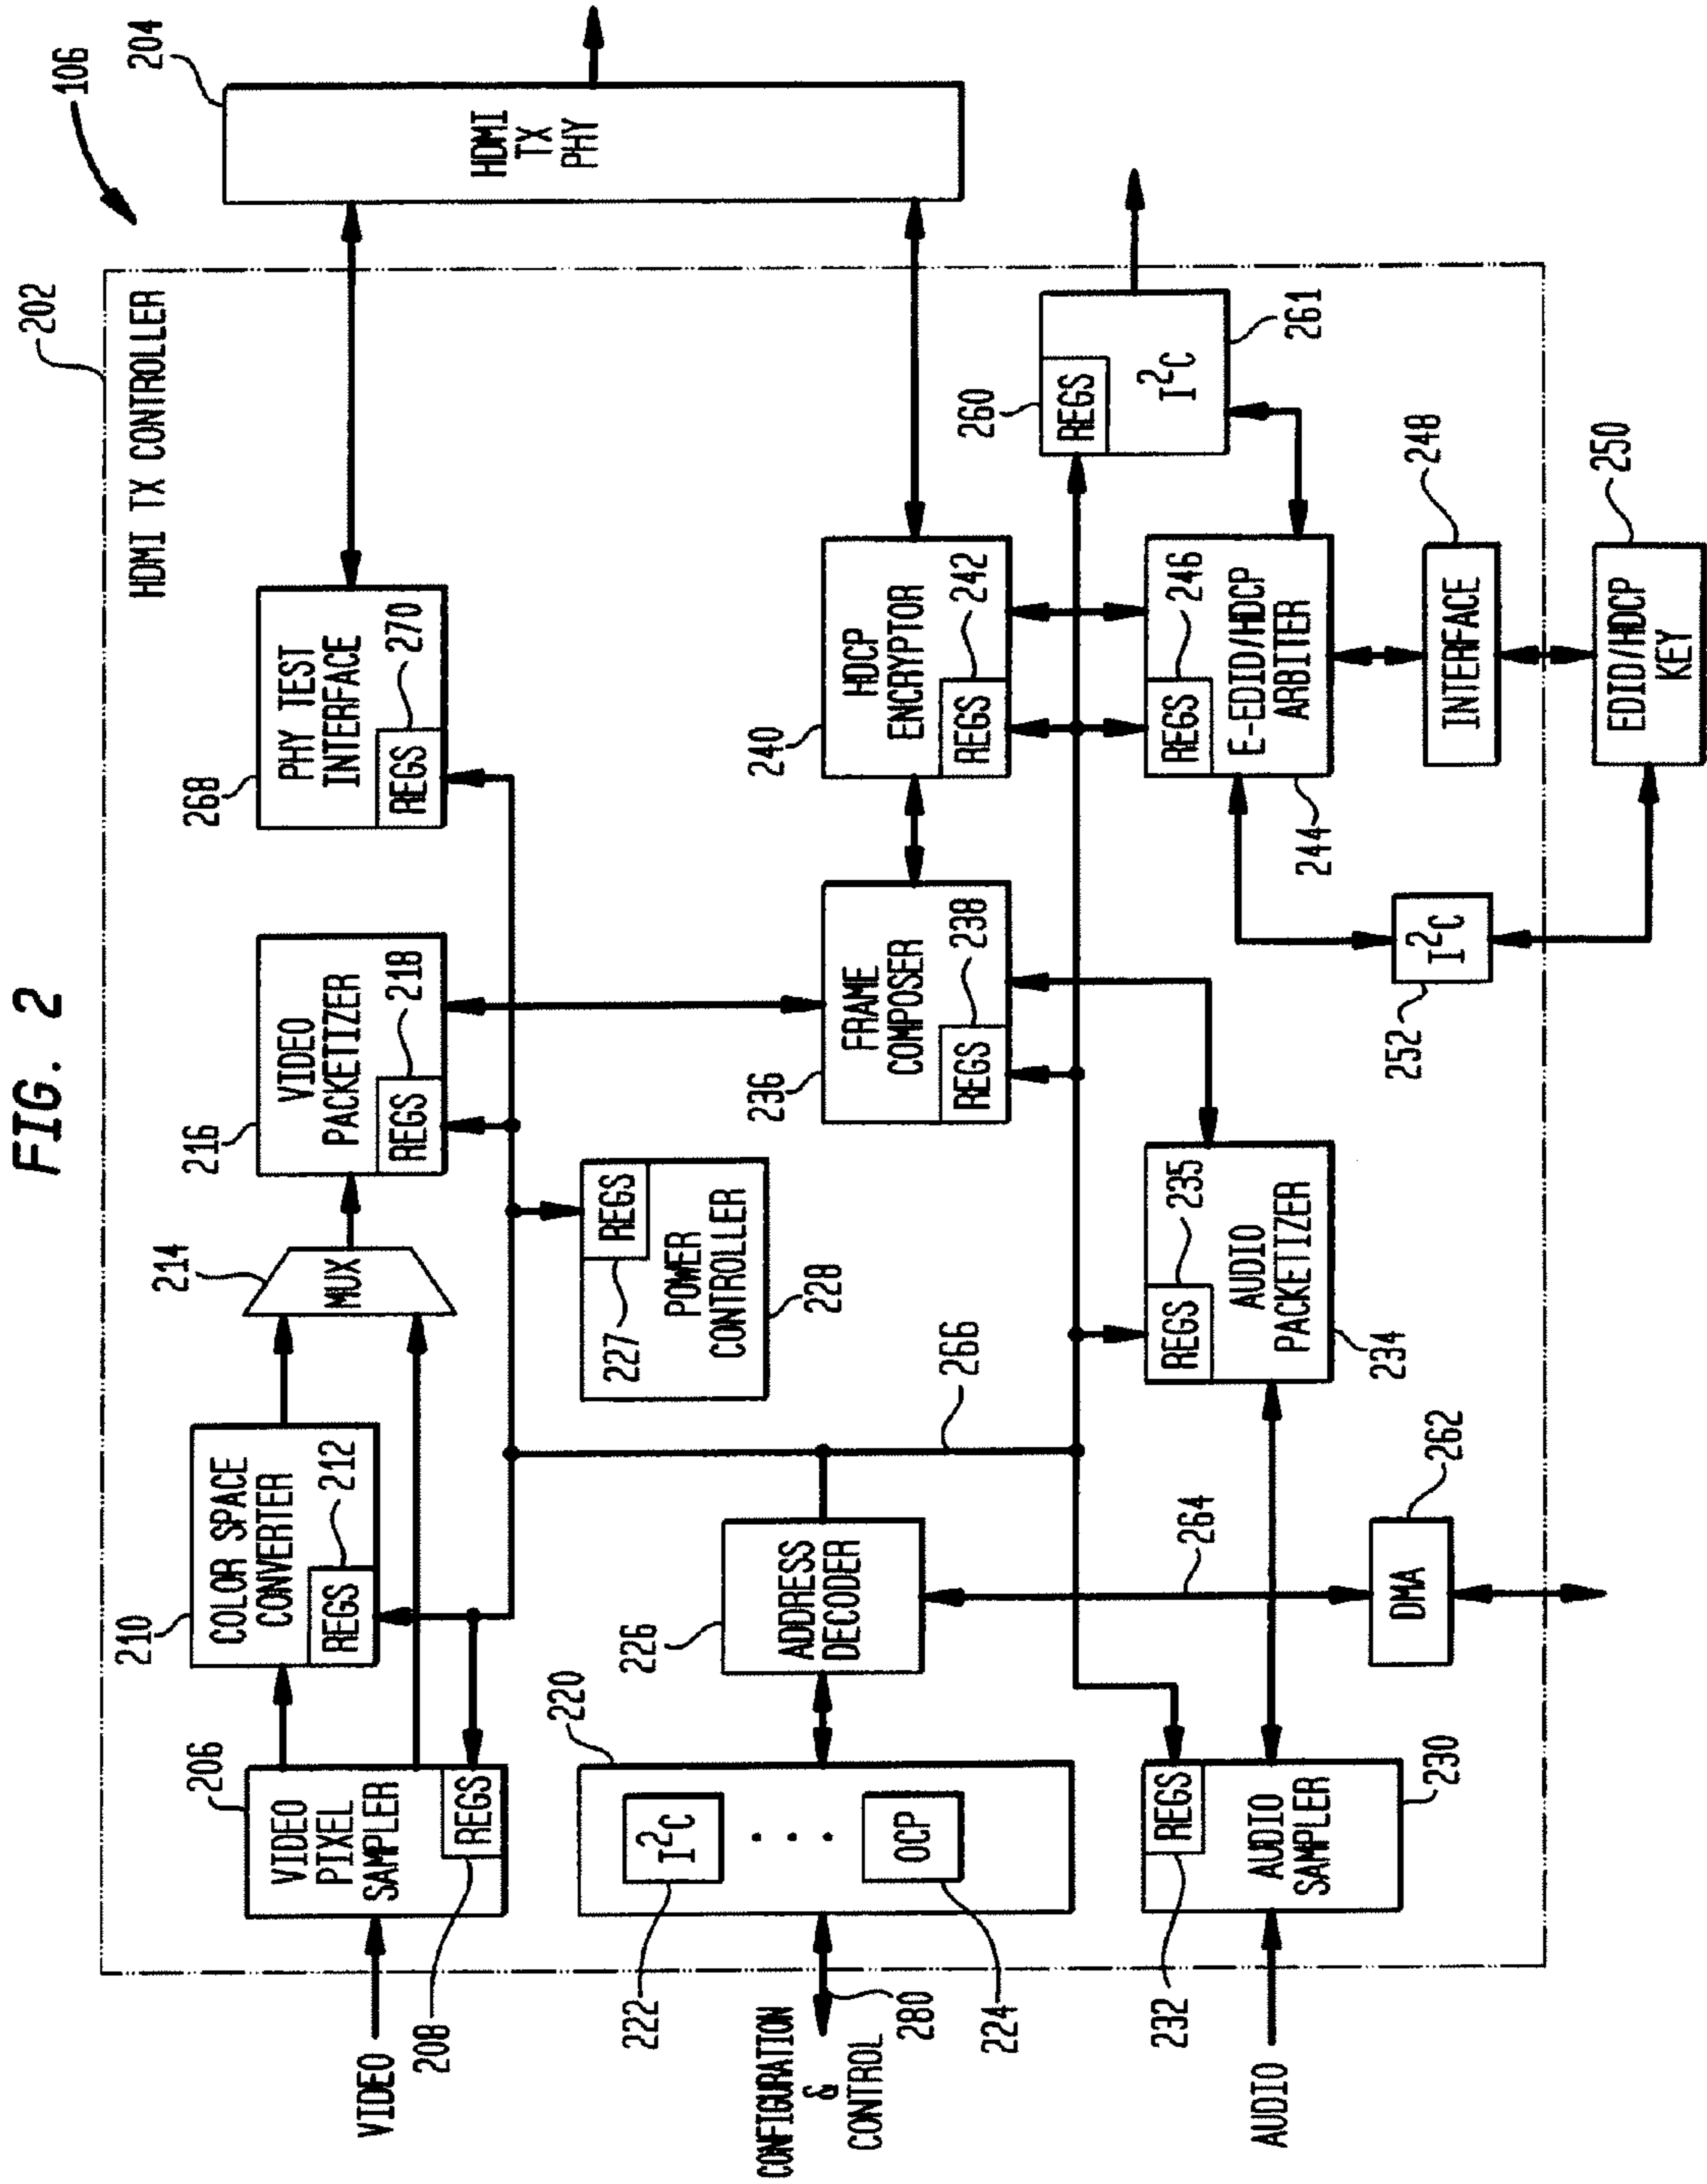 FIG. 2
106
202
204
HDMI TX CONTROLLER
HDMI
TX
PHY
206
VIDEO
PIXEL
SAMPLER
REGS
208
VIDEO
210
COLOR SPACE
CONVERTER
REGS
212
214
MUX
216
VIDEO
PACKETIZER
REGS
218
268
PHY TEST
INTERFACE
REGS
270
220
I²C
...
OCP
222
224
CONFIGURATION
&
CONTROL
280
226
ADDRESS
DECODER
REGS
227
POWER
CONTROLLER
228
266
264
236
FRAME
COMPOSER
REGS
238
240
HDCP
ENCRYPTOR
REGS
242
260
REGS
I²C
261
REGS
232
AUDIO
SAMPLER
230
AUDIO
REGS
235
AUDIO
PACKETIZER
234
REGS
246
E-EDID/HDCP
ARBITER
244
DMA
262
I²C
252
INTERFACE
248
EDID/HDCP
KEY
250